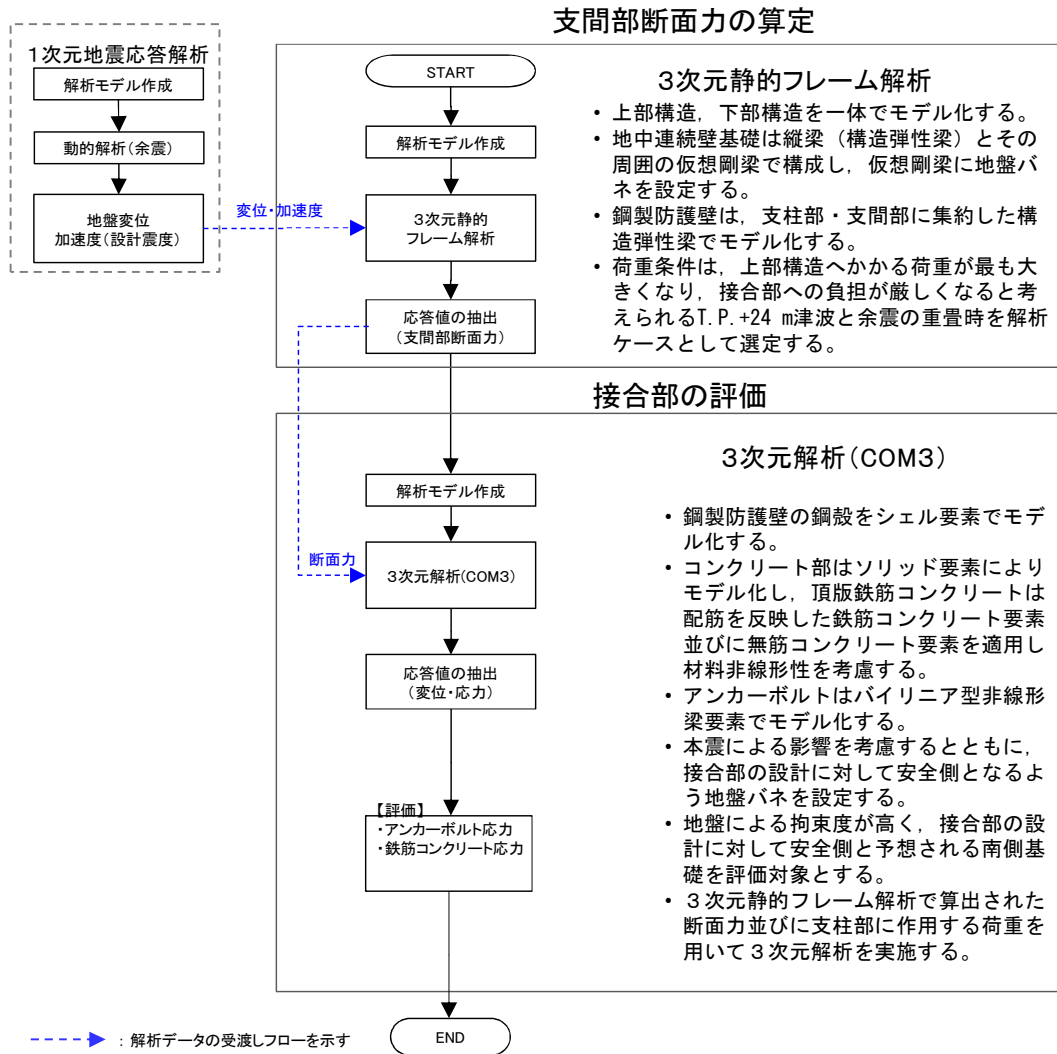 支間部断面力の算定
1次元地震応答解析
解析モデル作成
動的解析(余震)
地盤変位
加速度(設計震度)
変位・加速度
START
解析モデル作成
3次元静的
フレーム解析
応答値の抽出
(支間部断面力)
3次元静的フレーム解析
・上部構造，下部構造を一体でモデル化する。
・地中連続壁基礎は縦梁（構造弾性梁）とその
周囲の仮想剛梁で構成し，仮想剛梁に地盤バ
ネを設定する。
・鋼製防護壁は，支柱部・支間部に集約した構
造弾性梁でモデル化する。
・荷重条件は，上部構造へかかる荷重が最も大
きくなり，接合部への負担が厳しくなると考
えられるT.P.+24 m津波と余震の重畳時を解析
ケースとして選定する。
接合部の評価
解析モデル作成
断面力
3次元解析(COM3)
応答値の抽出
(変位・応力)
【評価】
・アンカーボルト応力
・鉄筋コンクリート応力
3次元解析(COM3)
・鋼製防護壁の鋼殻をシェル要素でモデ
ル化する。
・コンクリート部はソリッド要素により
モデル化し，頂版鉄筋コンクリートは
配筋を反映した鉄筋コンクリート要素
並びに無筋コンクリート要素を適用し
材料非線形性を考慮する。
・アンカーボルトはバイリニア型非線形
梁要素でモデル化する。
・本震による影響を考慮するとともに，
接合部の設計に対して安全側となるよ
う地盤バネを設定する。
・地盤による拘束度が高く，接合部の設
計に対して安全側と予想される南側基
礎を評価対象とする。
・３次元静的フレーム解析で算出された
断面力並びに支柱部に作用する荷重を
用いて３次元解析を実施する。
END
：解析データの受渡しフローを示す